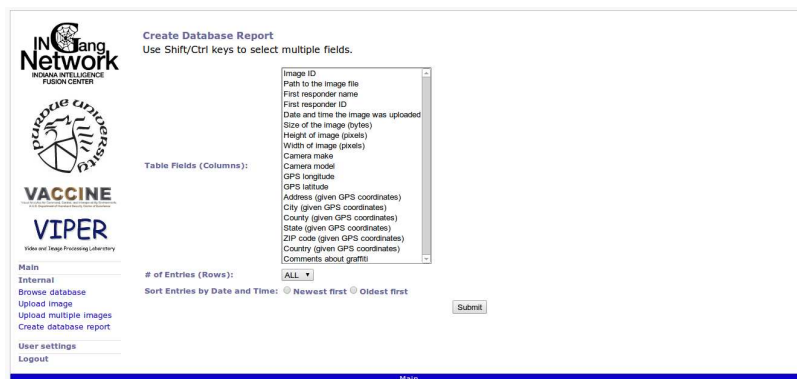 IN Gang
Network
INDIANA INTELLIGENCE
FUSION CENTER
PURDUE UNIVERSITY
VACCINE
VIPER
Video and Image Processing Laboratory
Main
Internal
Browse database
Upload image
Upload multiple images
Create database report
User settings
Logout
Create Database Report
Use Shift/Ctrl keys to select multiple fields.
Table Fields (Columns):
Image ID
Path to the image file
First responder name
First responder ID
Date and time the image was uploaded
Size of the image (bytes)
Height of image (pixels)
Width of image (pixels)
Camera make
Camera model
GPS longitude
GPS latitude
Address (given GPS coordinates)
City (given GPS coordinates)
County (given GPS coordinates)
State (given GPS coordinates)
ZIP code (given GPS coordinates)
Country (given GPS coordinates)
Comments about graffiti
# of Entries (Rows): ALL
Sort Entries by Date and Time: Newest first Oldest first
Submit
Main